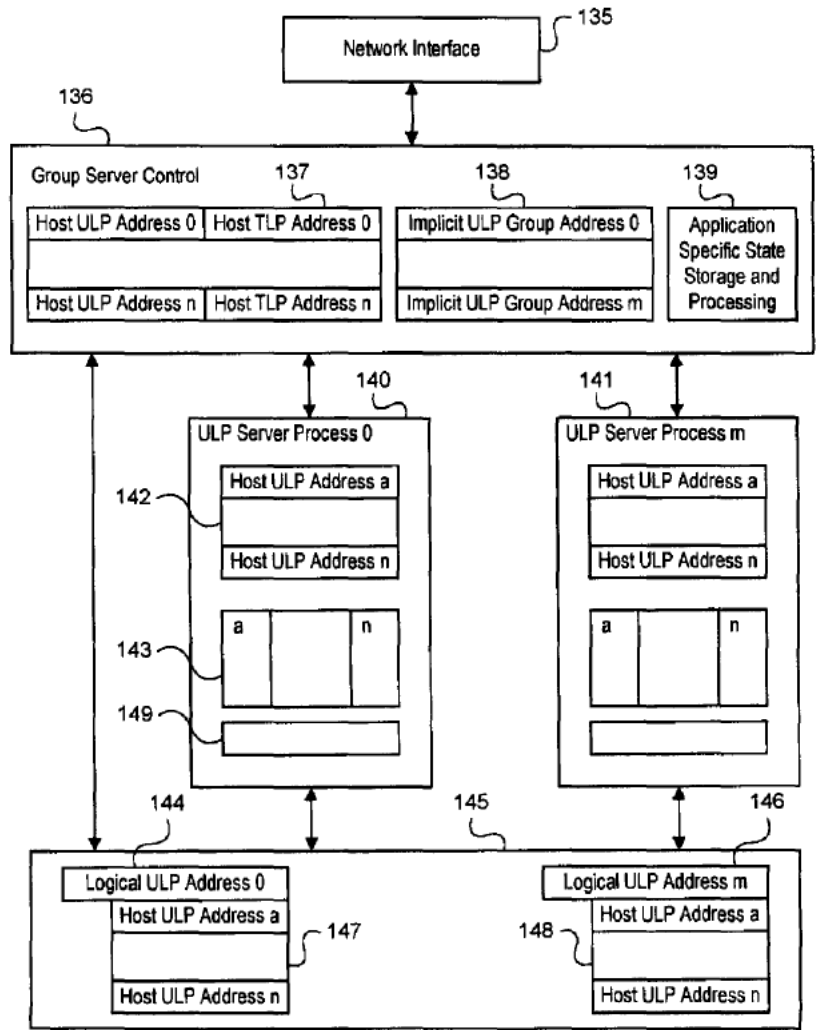 135
Network Interface
136
Group Server Control
137
138
139
Host ULP Address 0
Host TLP Address 0
Implicit ULP Group Address 0
Application
Specific State
Storage and
Processing
Host ULP Address n
Host TLP Address n
Implicit ULP Group Address m
140
141
ULP Server Process 0
ULP Server Process m
142
Host ULP Address a
Host ULP Address a
Host ULP Address n
Host ULP Address n
143
a
n
a
n
149
144
145
146
Logical ULP Address 0
Logical ULP Address m
Host ULP Address a
Host ULP Address a
147
148
Host ULP Address n
Host ULP Address n